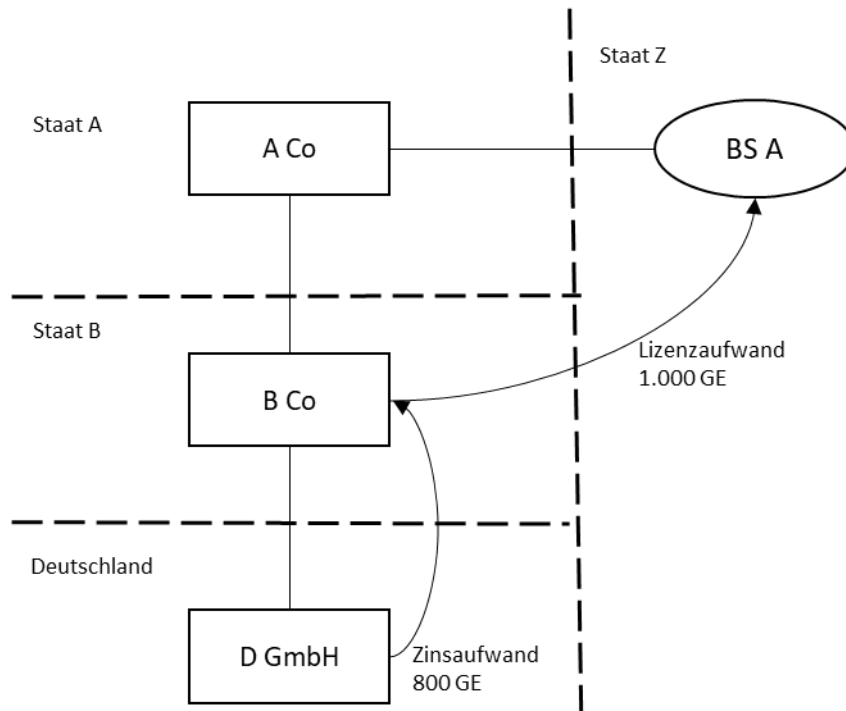 Staat Z
Staat A
A Co
BS A
Staat B
B Co
Lizenzaufwand
1.000 GE
Deutschland
D GmbH
Zinsaufwand
800 GE